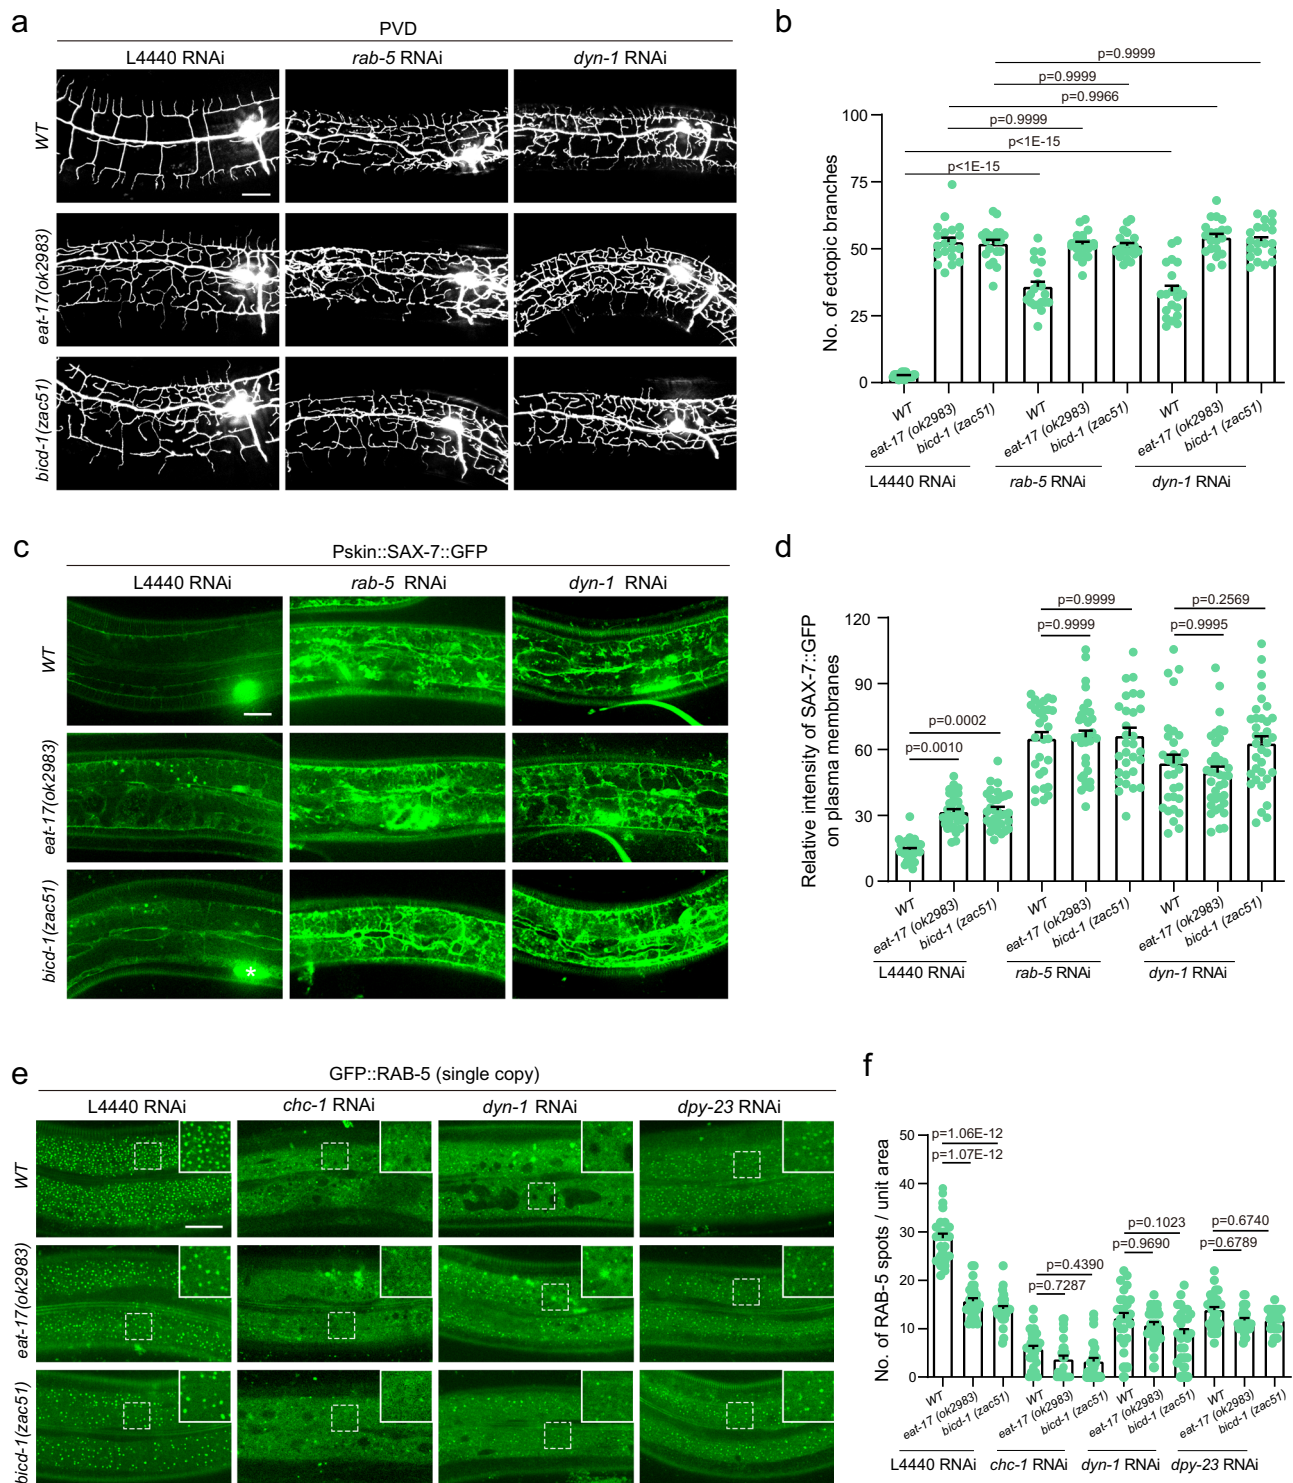 a
PVD
L4440 RNAi
rab-5 RNAi
dyn-1 RNAi
WT
eat-17(ok2983)
bicd-1(zac51)
b
p=0.9999
p=0.9999
p=0.9966
p=0.9999
p<1E-15
p<1E-15
No. of ectopic branches
100
75
50
25
0
WT
eat-17 (ok2983)
bicd-1 (zac51)
WT
eat-17 (ok2983)
bicd-1 (zac51)
WT
eat-17 (ok2983)
bicd-1 (zac51)
L4440 RNAi
rab-5 RNAi
dyn-1 RNAi
c
Pskin::SAX-7::GFP
L4440 RNAi
rab-5 RNAi
dyn-1 RNAi
WT
eat-17(ok2983)
bicd-1(zac51)
*
d
Relative intensity of SAX-7::GFP
on plasma membranes
120
90
60
30
0
p=0.0002
p=0.0010
p=0.9999
p=0.9999
p=0.2569
p=0.9995
WT
eat-17 (ok2983)
bicd-1 (zac51)
WT
eat-17 (ok2983)
bicd-1 (zac51)
WT
eat-17 (ok2983)
bicd-1 (zac51)
L4440 RNAi
rab-5 RNAi
dyn-1 RNAi
e
GFP::RAB-5 (single copy)
L4440 RNAi
chc-1 RNAi
dyn-1 RNAi
dpy-23 RNAi
WT
eat-17(ok2983)
bicd-1(zac51)
f
No. of RAB-5 spots / unit area
50
40
30
20
10
0
p=1.06E-12
p=1.07E-12
p=0.4390
p=0.7287
p=0.1023
p=0.9690
p=0.6740
p=0.6789
WT
eat-17 (ok2983)
bicd-1 (zac51)
WT
eat-17 (ok2983)
bicd-1 (zac51)
WT
eat-17 (ok2983)
bicd-1 (zac51)
WT
eat-17 (ok2983)
bicd-1 (zac51)
L4440 RNAi
chc-1 RNAi
dyn-1 RNAi
dpy-23 RNAi